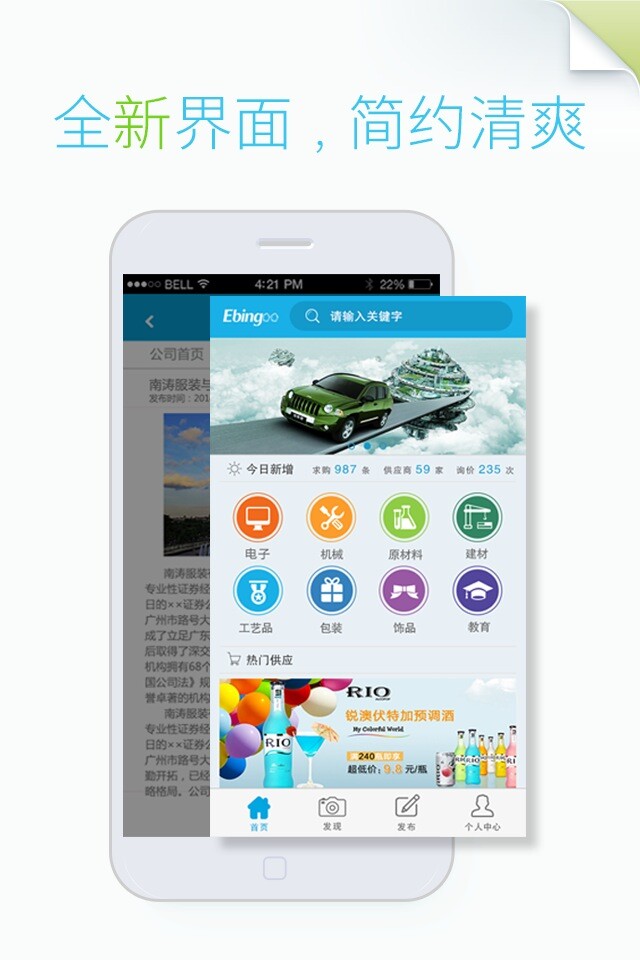 全新界面，简约清爽
BELL 4:21 PM 22%
Ebingoo 请输入关键字
公司首页
南涛服装与
发布时间：201
今日新增 求购 987 条 供应商 59 家 询价 235 次
电子 机械 原材料 建材
工艺品 包装 饰品 教育
热门供应
RIO
锐澳伏特加预调酒
My Colorful World
满240瓶即享
超低价：9.8元/瓶
RIO
首页 发现 发布 个人中心
南涛服装
专业性证券经
日的××证券公
广州市路号大
成了立足广东
后取得了深交
机构拥有68个
国公司法》规
誉卓著的机构
南涛服装
专业性证券经
日的××证券公
广州市路号大
勤开拓，已经
略格局。公司